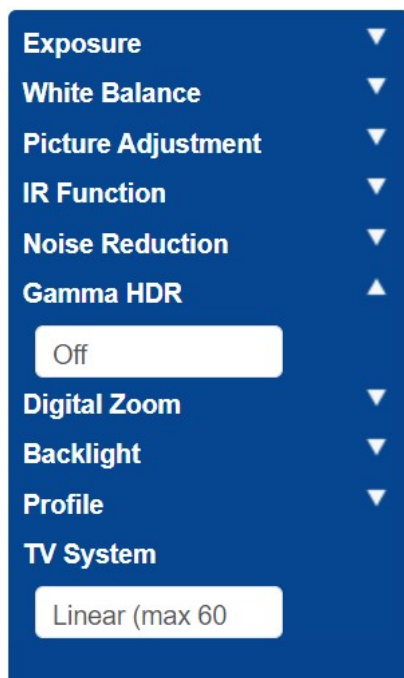 Exposure
White Balance
Picture Adjustment
IR Function
Noise Reduction
Gamma HDR
Off
Digital Zoom
Backlight
Profile
TV System
Linear (max 60